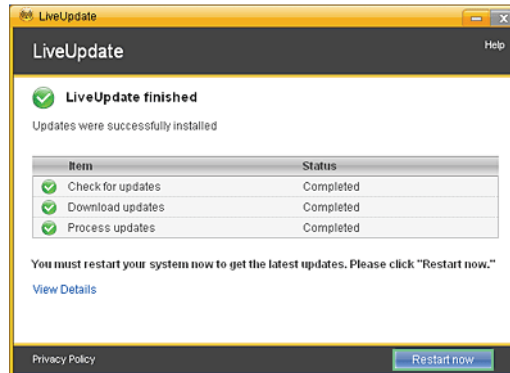 LiveUpdate
LiveUpdate
Help
LiveUpdate finished
Updates were successfully installed
Item Status
Check for updates Completed
Download updates Completed
Process updates Completed
You must restart your system now to get the latest updates. Please click "Restart now."
View Details
Privacy Policy Restart now